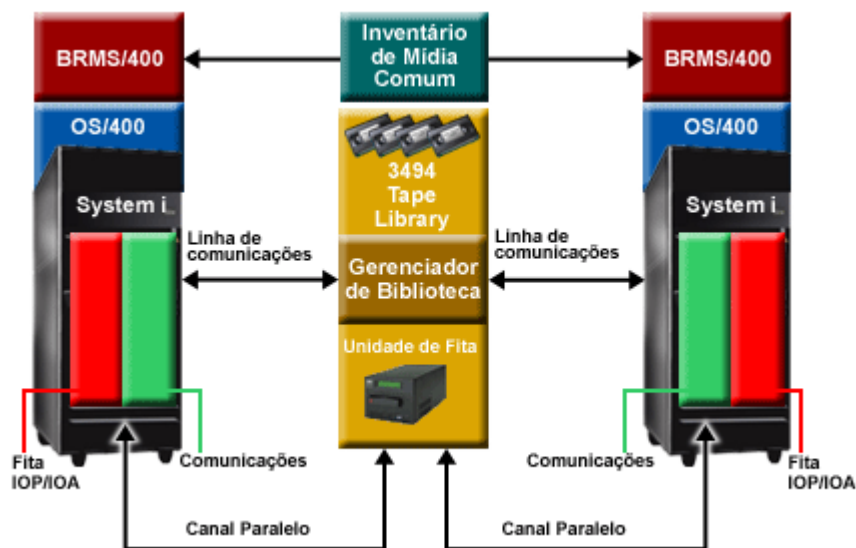 BRMS/400
Inventário
de Mídia
Comum
BRMS/400
OS/400
3494
Tape
Library
OS/400
System i
System i
Linha de
comunicações
Linha de
comunicações
Gerenciador
de Biblioteca
Unidade de Fita
Fita
IOP/IOA
Comunicações
Comunicações
Fita
IOP/IOA
Canal Paralelo
Canal Paralelo